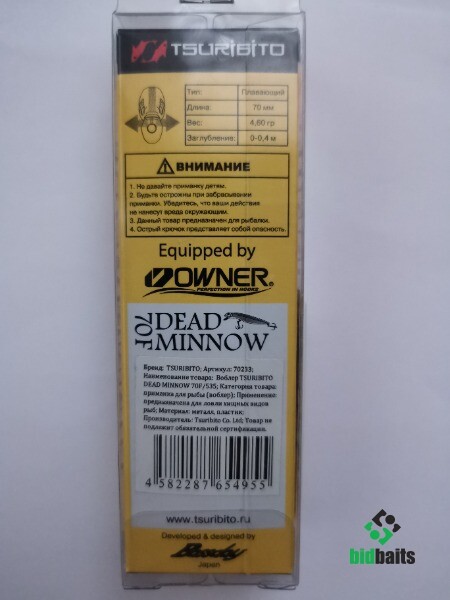 TSURIBITO
Тип: Плавающий
Длина: 70 мм
Вес: 4,60 гр
Заглубление: 0-0,4 м
ВНИМАНИЕ
1. Не давайте приманку детям.
2. Будьте осторожны при забрасывании
приманки. Убедитесь, что ваши действие
не нанесут вреда окружающим.
3. Данный товар предназначен для рыбалки.
4. Острый крючок представляет собой опасность.
Equipped by
OWNER
PERFECTION IN HOOKS
70F DEAD
MINNOW
Бренд: TSURIBITO; Артикул: 70233;
Наименование товара: Воблер TSURIBITO
DEAD MINNOW 70F/535; Категория товара:
приманка для рыбы (воблер); Применение:
предназначена для ловли хищных видов
рыб; Материал: металл, пластик;
Производитель: Tsuribito Co. Ltd; Товар не
подлежит обязательной сертификации.
4 582287 654955
www.tsuribito.ru
Developed & designed by
Japan
bidbaits